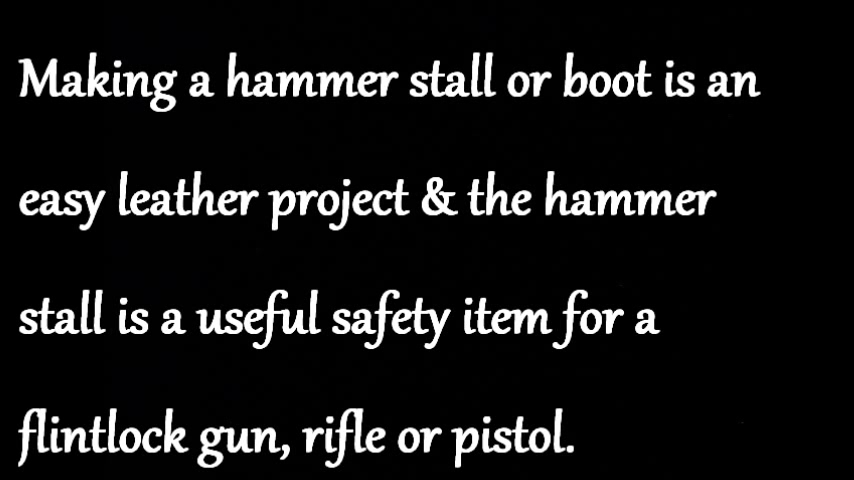 Making a hammer stall or boot is an
easy leather project & the hammer
stall is a useful safety item for a
flintlock gun, rifle or pistol.